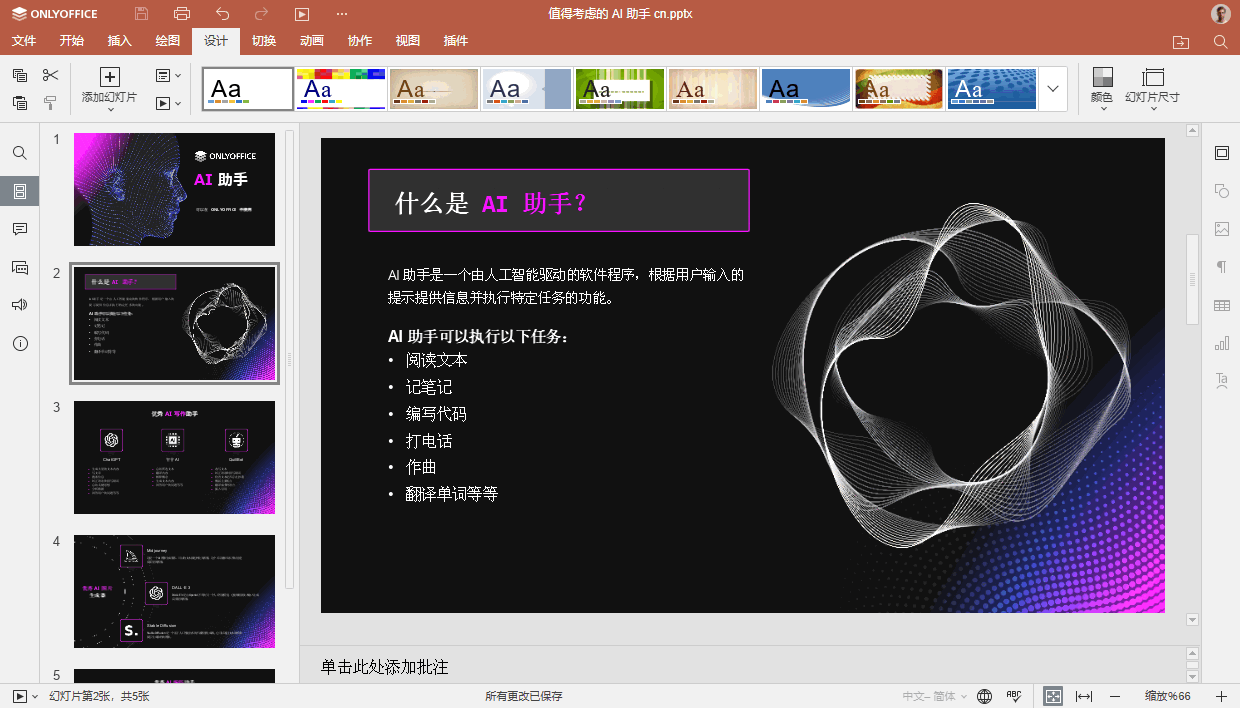 ONLYOFFICE
值得考虑的 AI 助手 cn.pptx
文件 开始 插入 绘图 设计 切换 动画 协作 视图 插件
添加幻灯片
Aa Aa Aa Aa Aa Aa Aa Aa Aa
颜色 幻灯片尺寸
1
ONLYOFFICE
AI 助手
2
什么是 AI 助手?
3
优秀 AI 写作助手
ChatGPT
4
Midjourney
DALL·E 3
Stable Diffusion
S.
5
什么是 AI 助手?
AI 助手是一个由人工智能驱动的软件程序，根据用户输入的
提示提供信息并执行特定任务的功能。
AI 助手可以执行以下任务：
• 阅读文本
• 记笔记
• 编写代码
• 打电话
• 作曲
• 翻译单词等等
单击此处添加批注
幻灯片第2张，共5张
所有更改已保存
中文– 简体
ABC
缩放%66